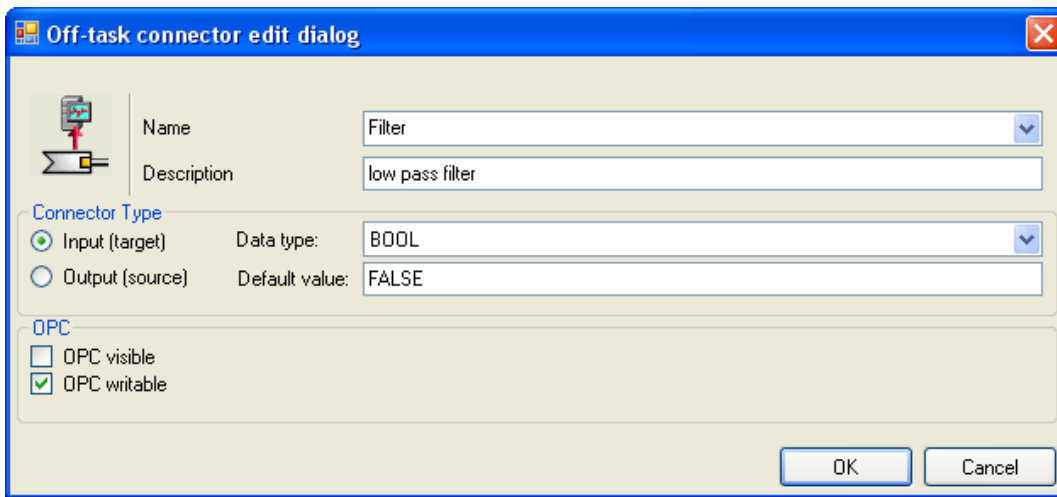 Off-task connector edit dialog
Name Filter
Description low pass filter
Connector Type
Input (target) Data type: BOOL
Output (source) Default value: FALSE
OPC
OPC visible
OPC writable
OK Cancel